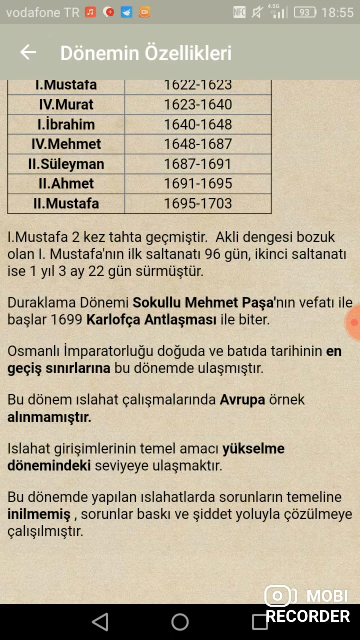 vodafone TR 4.5G 93 18:55
Dönemin Özellikleri
I.Mustafa 1622-1623
IV.Murat 1623-1640
I.İbrahim 1640-1648
IV.Mehmet 1648-1687
II.Süleyman 1687-1691
II.Ahmet 1691-1695
II.Mustafa 1695-1703
I.Mustafa 2 kez tahta geçmiştir. Akli dengesi bozuk
olan I. Mustafa'nın ilk saltanatı 96 gün, ikinci saltanatı
ise 1 yıl 3 ay 22 gün sürmüştür.
Duraklama Dönemi Sokullu Mehmet Paşa'nın vefatı ile
başlar 1699 Karlofça Antlaşması ile biter.
Osmanlı İmparatorluğu doğuda ve batıda tarihinin en
geçiş sınırlarına bu dönemde ulaşmıştır.
Bu dönem ıslahat çalışmalarında Avrupa örnek
alınmamıştır.
Islahat girişimlerinin temel amacı yükselme
dönemindeki seviyeye ulaşmaktır.
Bu dönemde yapılan ıslahatlarda sorunların temeline
inilmemiş , sorunlar baskı ve şiddet yoluyla çözülmeye
çalışılmıştır.
MOBI
RECORDER